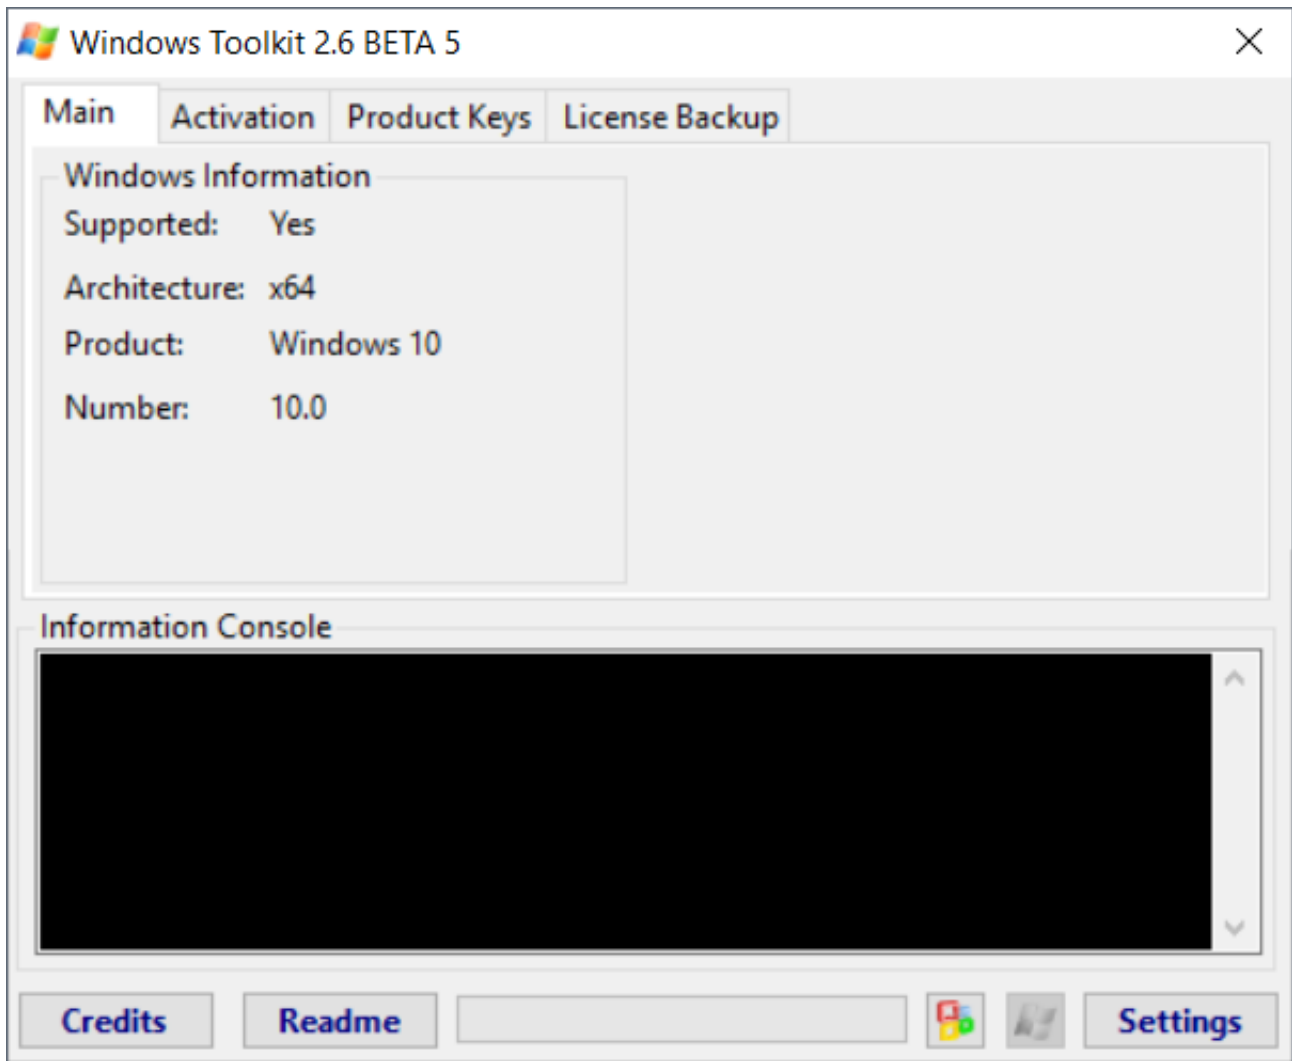 Windows Toolkit 2.6 BETA 5
Main Activation Product Keys License Backup
Windows Information
Supported: Yes
Architecture: x64
Product: Windows 10
Number: 10.0
Information Console
Credits Readme Settings